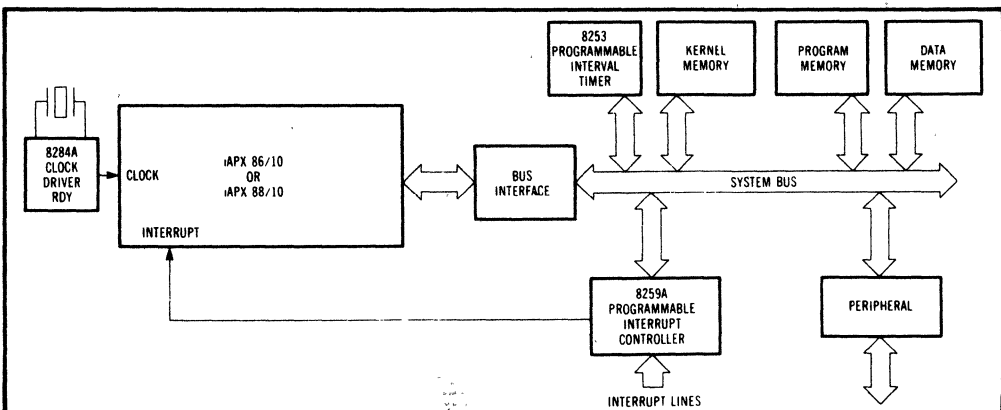 8253
PROGRAMMABLE
INTERVAL
TIMER
KERNEL
MEMORY
PROGRAM
MEMORY
DATA
MEMORY
8284A
CLOCK
DRIVER
RDY
CLOCK
iAPX 86/10
OR
iAPX 88/10
INTERRUPT
BUS
INTERFACE
SYSTEM BUS
8259A
PROGRAMMABLE
INTERRUPT
CONTROLLER
PERIPHERAL
INTERRUPT LINES